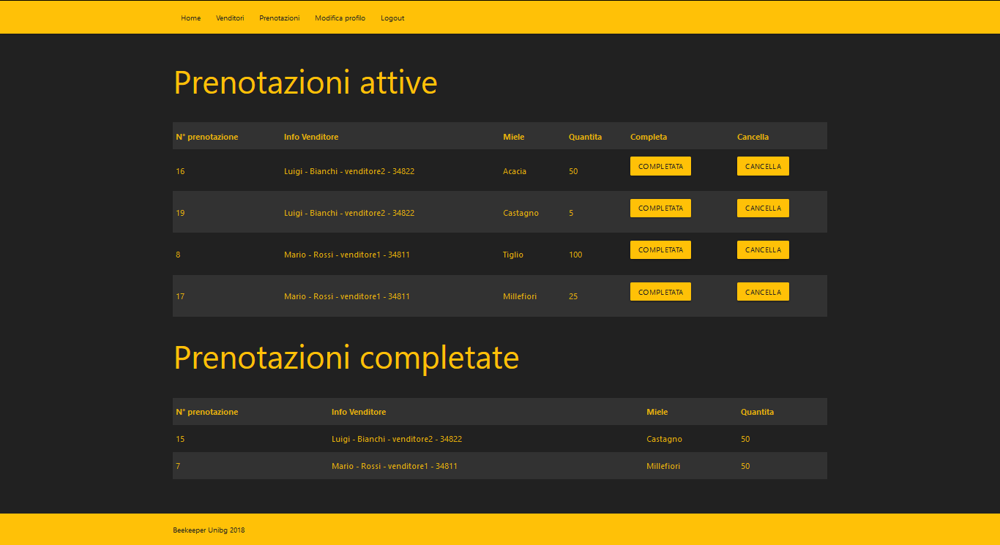 Home Venditori Prenotazioni Modifica profilo Logout
Prenotazioni attive
N° prenotazione Info Venditore Miele Quantita Completa Cancella
16 Luigi - Bianchi - venditore2 - 34822 Acacia 50 COMPLETATA CANCELLA
19 Luigi - Bianchi - venditore2 - 34822 Castagno 5 COMPLETATA CANCELLA
8 Mario - Rossi - venditore1 - 34811 Tiglio 100 COMPLETATA CANCELLA
17 Mario - Rossi - venditore1 - 34811 Millefiori 25 COMPLETATA CANCELLA
Prenotazioni completate
N° prenotazione Info Venditore Miele Quantita
15 Luigi - Bianchi - venditore2 - 34822 Castagno 50
7 Mario - Rossi - venditore1 - 34811 Millefiori 50
Beekeeper Unibg 2018